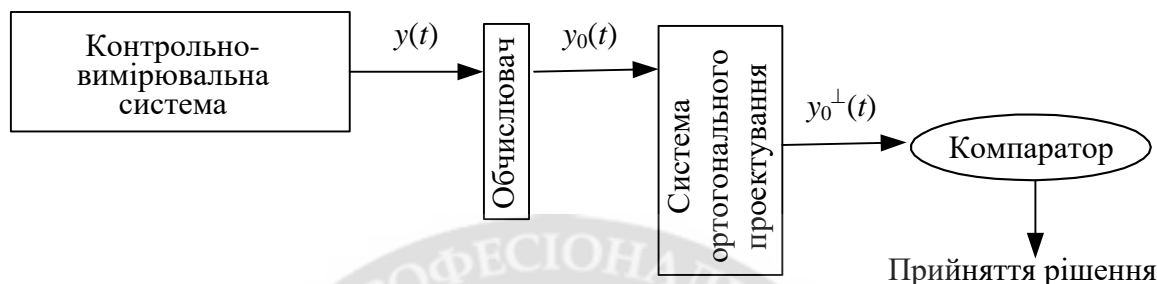 Контрольно-
вимірювальна
система
y(t)
Обчислювач
y₀(t)
Система
ортогонального
проектування
y₀⊥(t)
Компаратор
Прийняття рішення